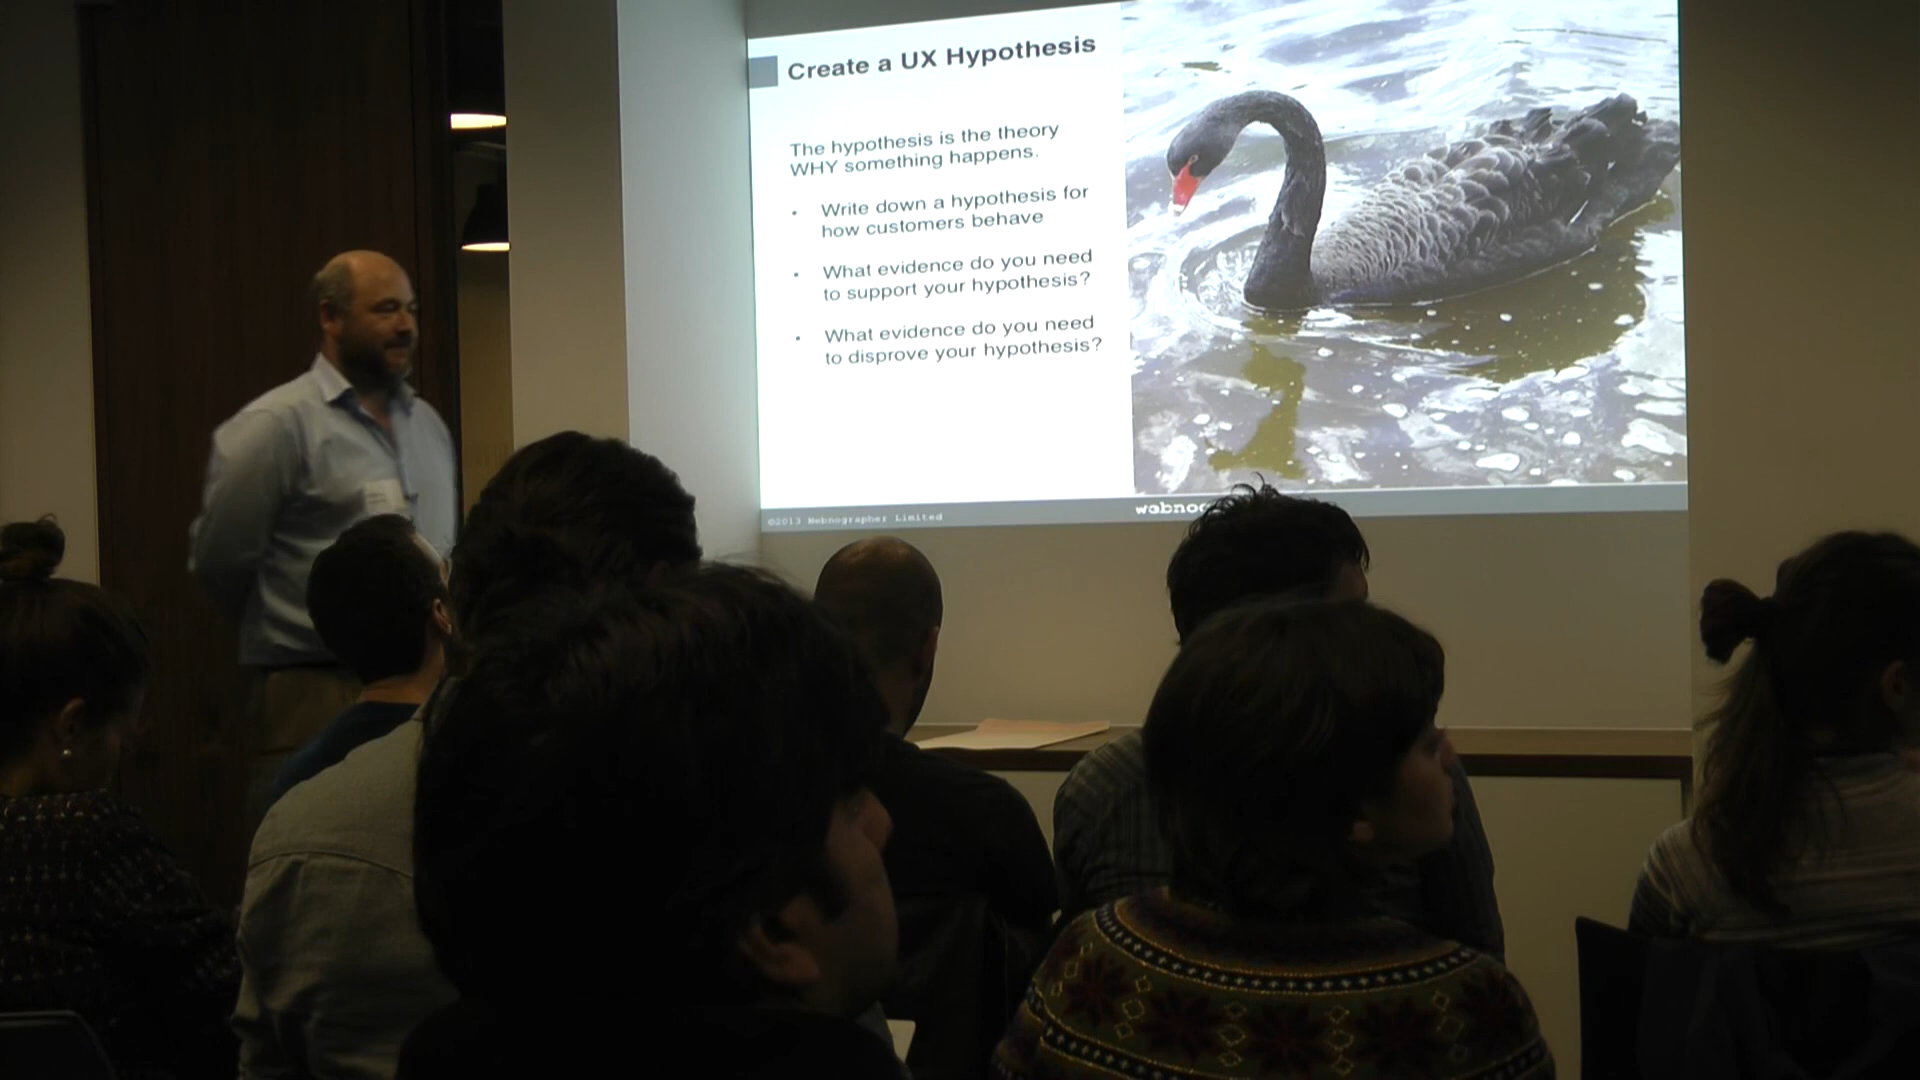 Create a UX Hypothesis
The hypothesis is the theory
WHY something happens.
• Write down a hypothesis for
how customers behave
• What evidence do you need
to support your hypothesis?
• What evidence do you need
to disprove your hypothesis?
©2013 Webnographer Limited
webnog